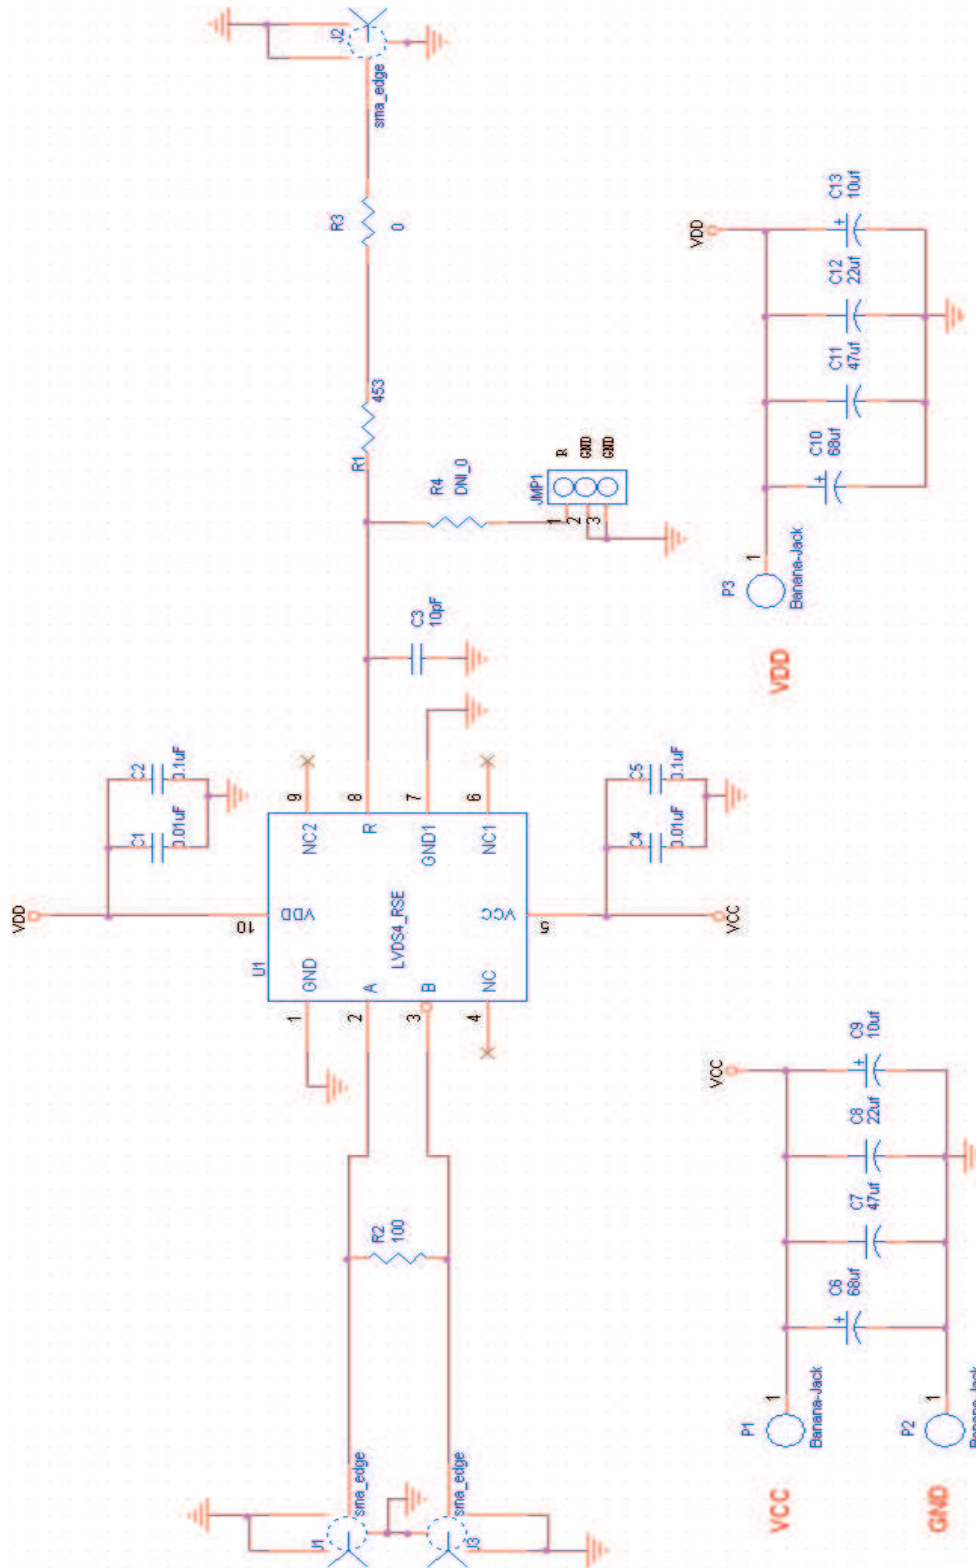 J1
sma_edge
J3
sma_edge
R2
100
U1
LVDS4_RSE
1
GND
2
A
3
B
4
NC
10
VDD
5
VCC
9
NC2
8
R
7
GND1
6
NC1
VDD
C1
0.01uF
C2
0.1uF
VCC
C4
0.01uF
C5
0.1uF
C3
10pF
R4
DNI_0
R1
453
R3
0
J2
sma_edge
JMP1
1
2
3
R
GND
GND
VCC
P1
1
Banana-Jack
GND
P2
1
Banana-Jack
C6
68uf
C7
47uf
C8
22uf
C9
10uf
VCC
VDD
P3
1
Banana-Jack
C10
68uf
C11
47uf
C12
22uf
C13
10uf
VDD